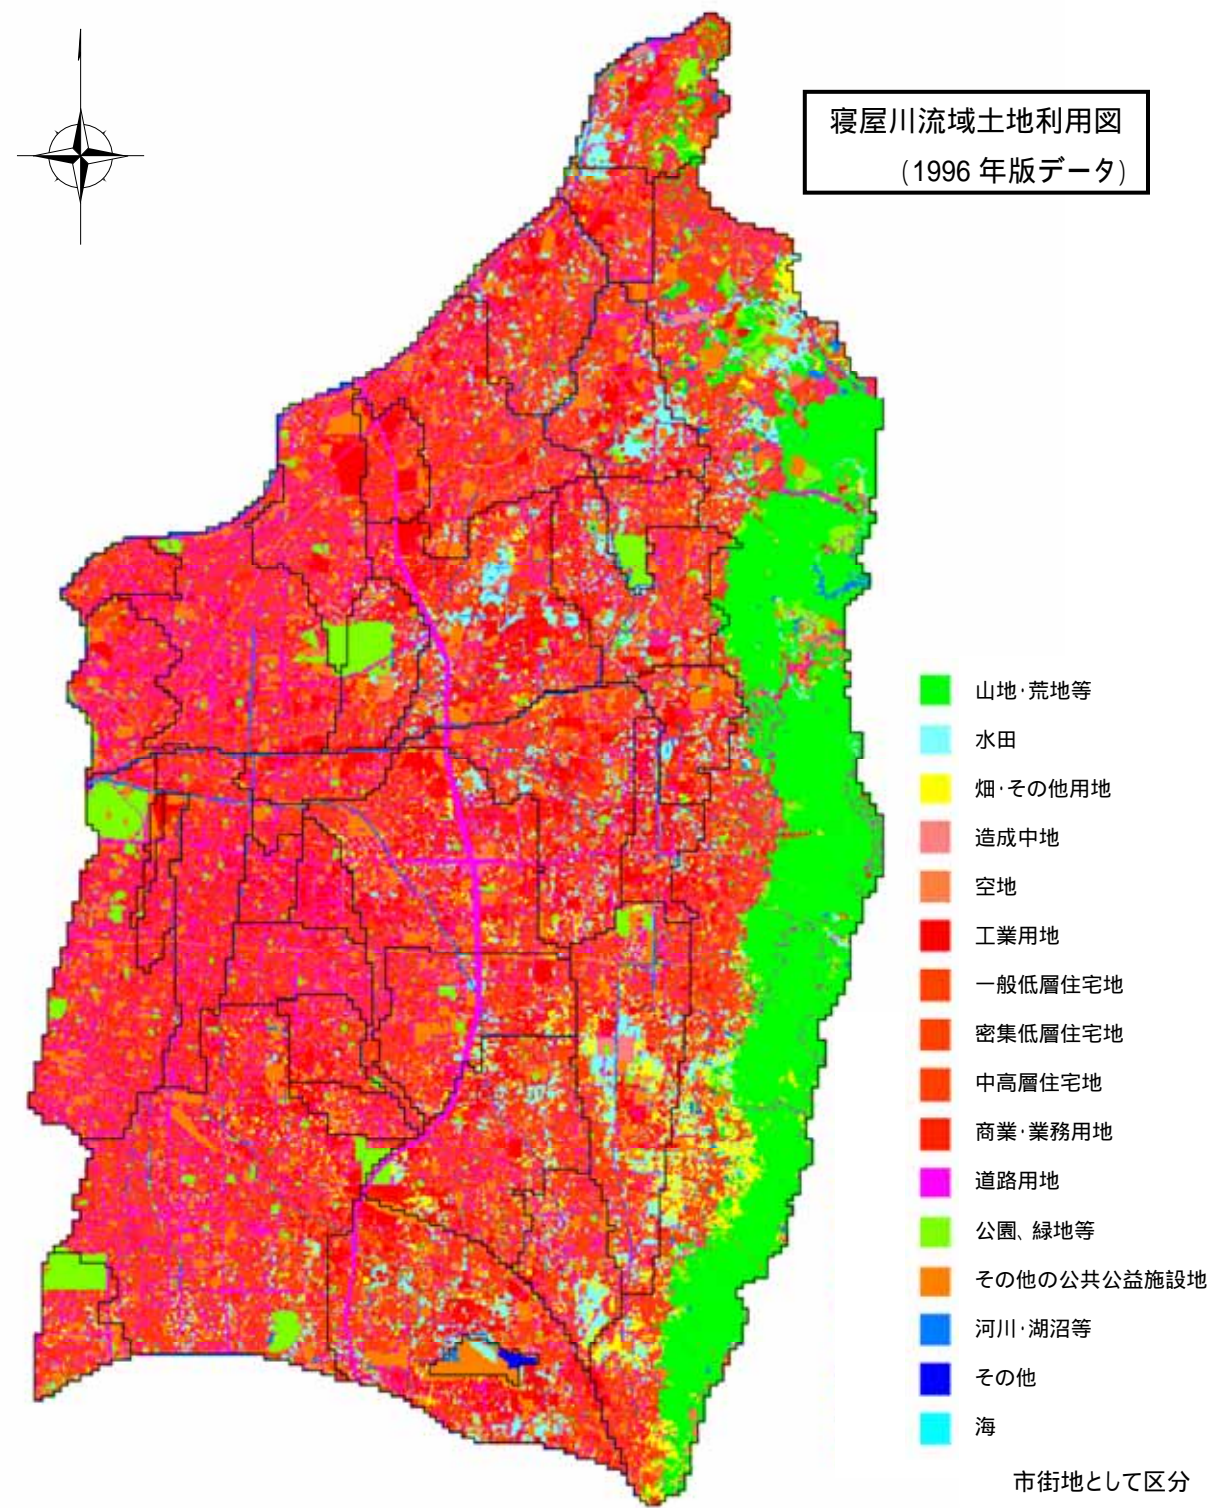 寝屋川流域土地利用図
(1996 年版データ)
山地・荒地等
水田
畑・その他用地
造成中地
空地
工業用地
一般低層住宅地
密集低層住宅地
中高層住宅地
商業・業務用地
道路用地
公園、緑地等
その他の公共公益施設地
河川・湖沼等
その他
海
市街地として区分